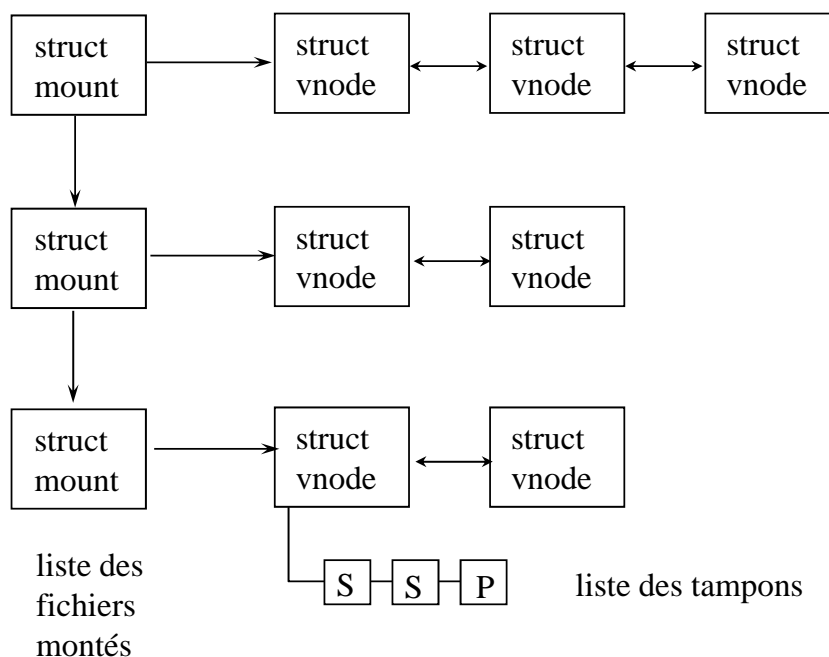 struct
mount
struct
vnode
struct
vnode
struct
vnode
struct
mount
struct
vnode
struct
vnode
struct
mount
struct
vnode
struct
vnode
S
S
P
liste des
fichiers
montés
liste des tampons